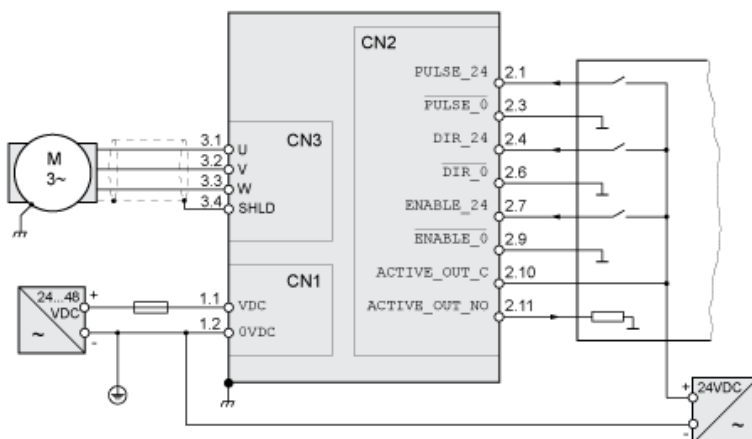 CN2
PULSE_24
2.1
PULSE_0
2.3
DIR_24
2.4
DIR_0
2.6
ENABLE_24
2.7
ENABLE_0
2.9
ACTIVE_OUT_C
2.10
ACTIVE_OUT_NO
2.11
M
3~
3.1
3.2
3.3
3.4
CN3
U
V
W
SHLD
24...48
VDC
+
~
-
1.1
1.2
CN1
VDC
0VDC
+
24VDC
-
~